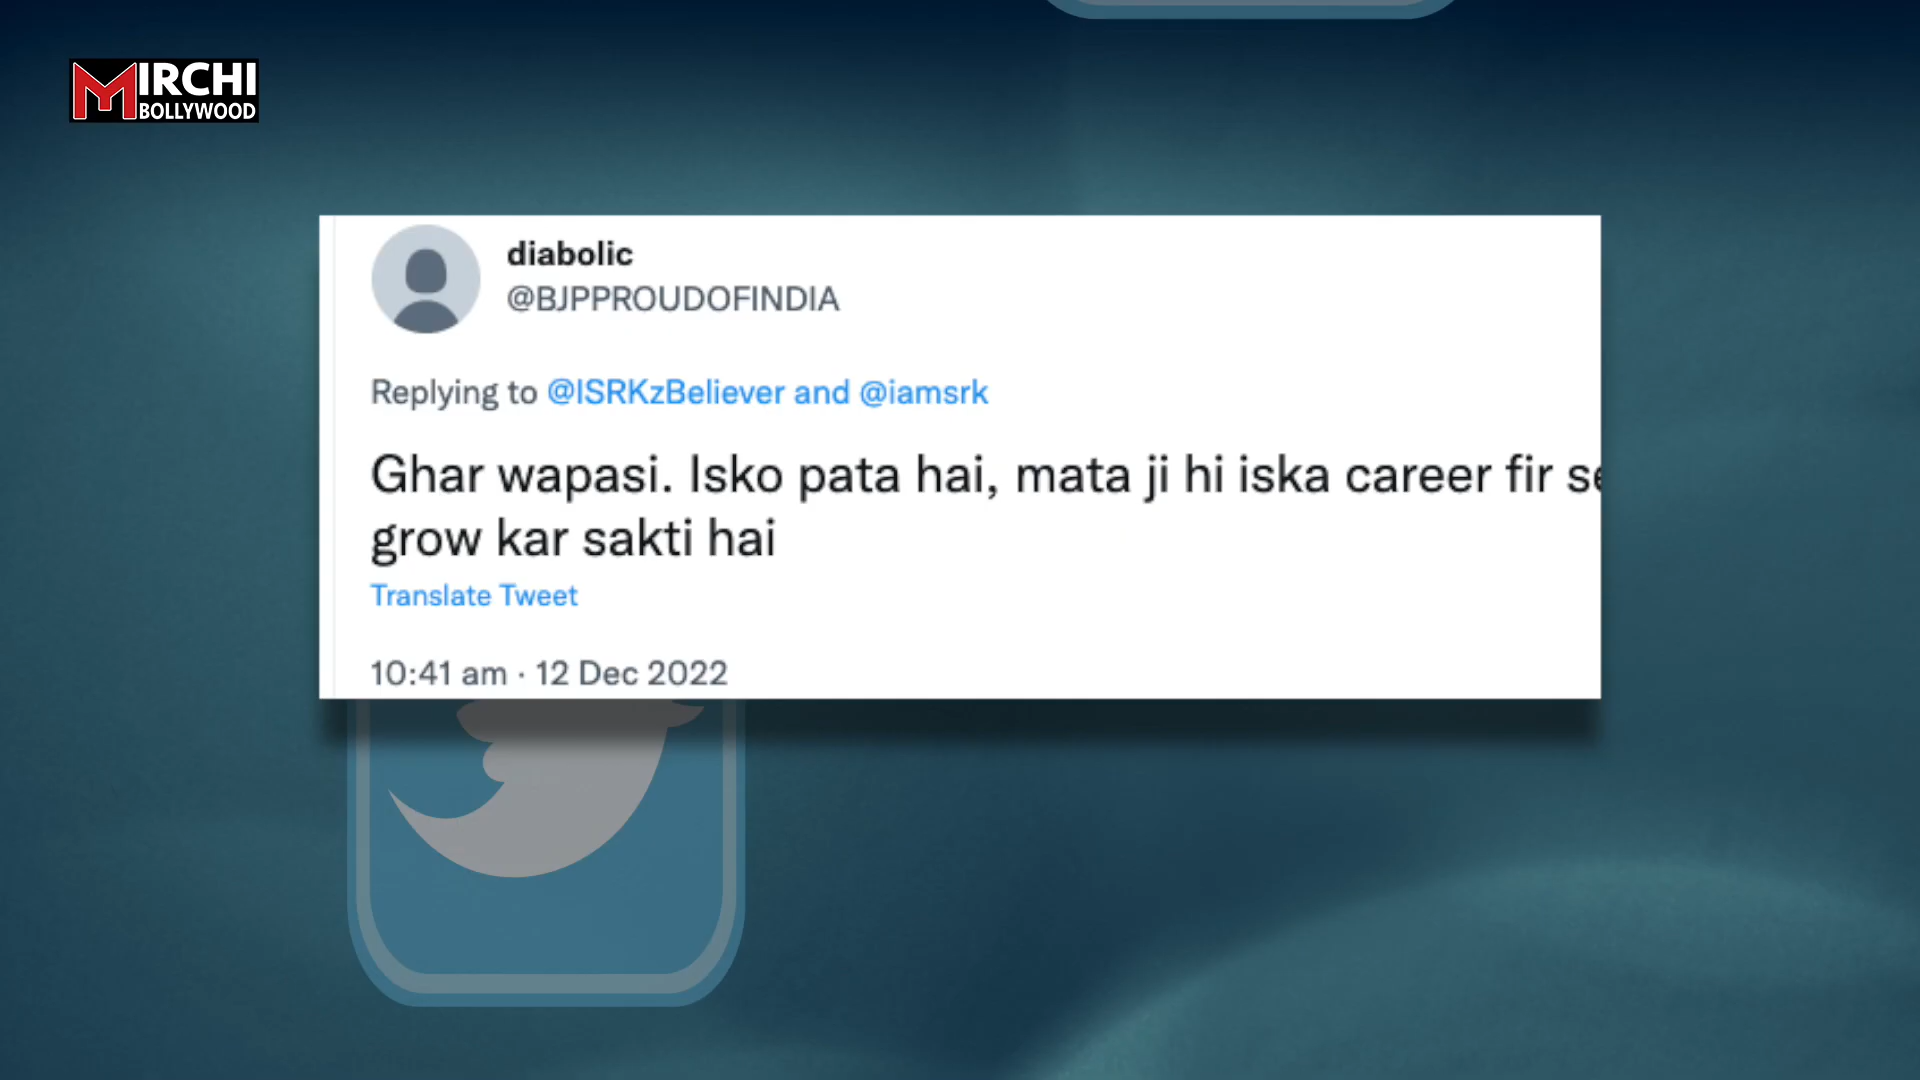 MIRCHI
BOLLYWOOD
diabolic
@BJPPROUDOFINDIA
Replying to @ISRKzBeliever and @iamsrk
Ghar wapasi. Isko pata hai, mata ji hi iska career fir se
grow kar sakti hai
Translate Tweet
10:41 am · 12 Dec 2022